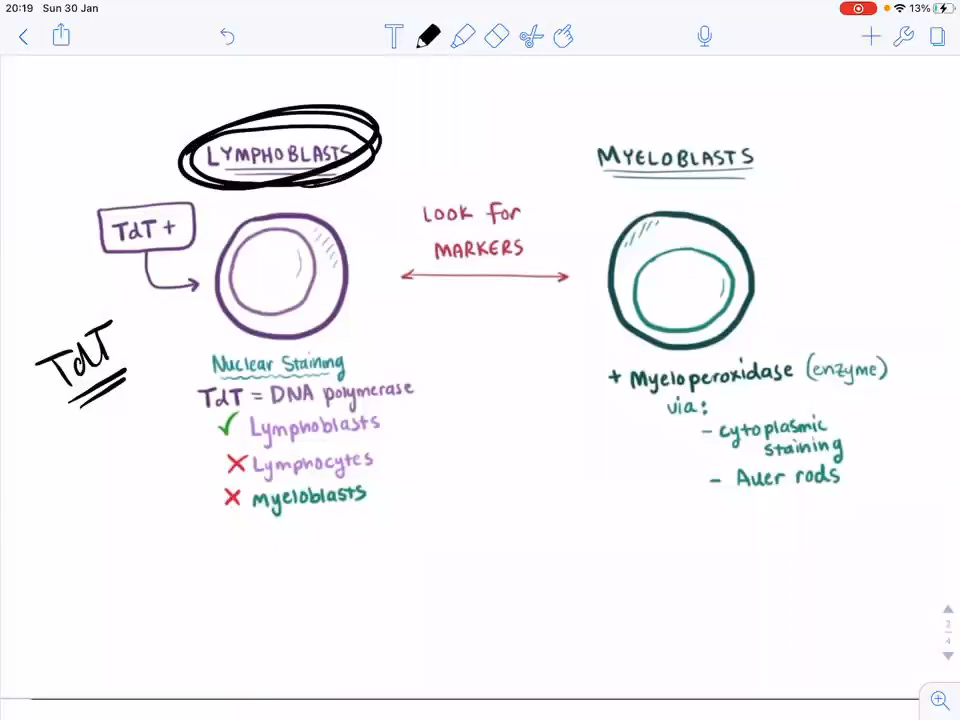 20:19 Sun 30 Jan
13%
T
LYMPHOBLASTS
MYELOBLASTS
TdT +
LOOK FOR
MARKERS
TdT
Nuclear Staining
TdT = DNA polymerase
✓ Lymphoblasts
✗ Lymphocytes
✗ myeloblasts
+ Myeloperoxidase (enzyme)
via:
- cytoplasmic
staining
- Auer rods